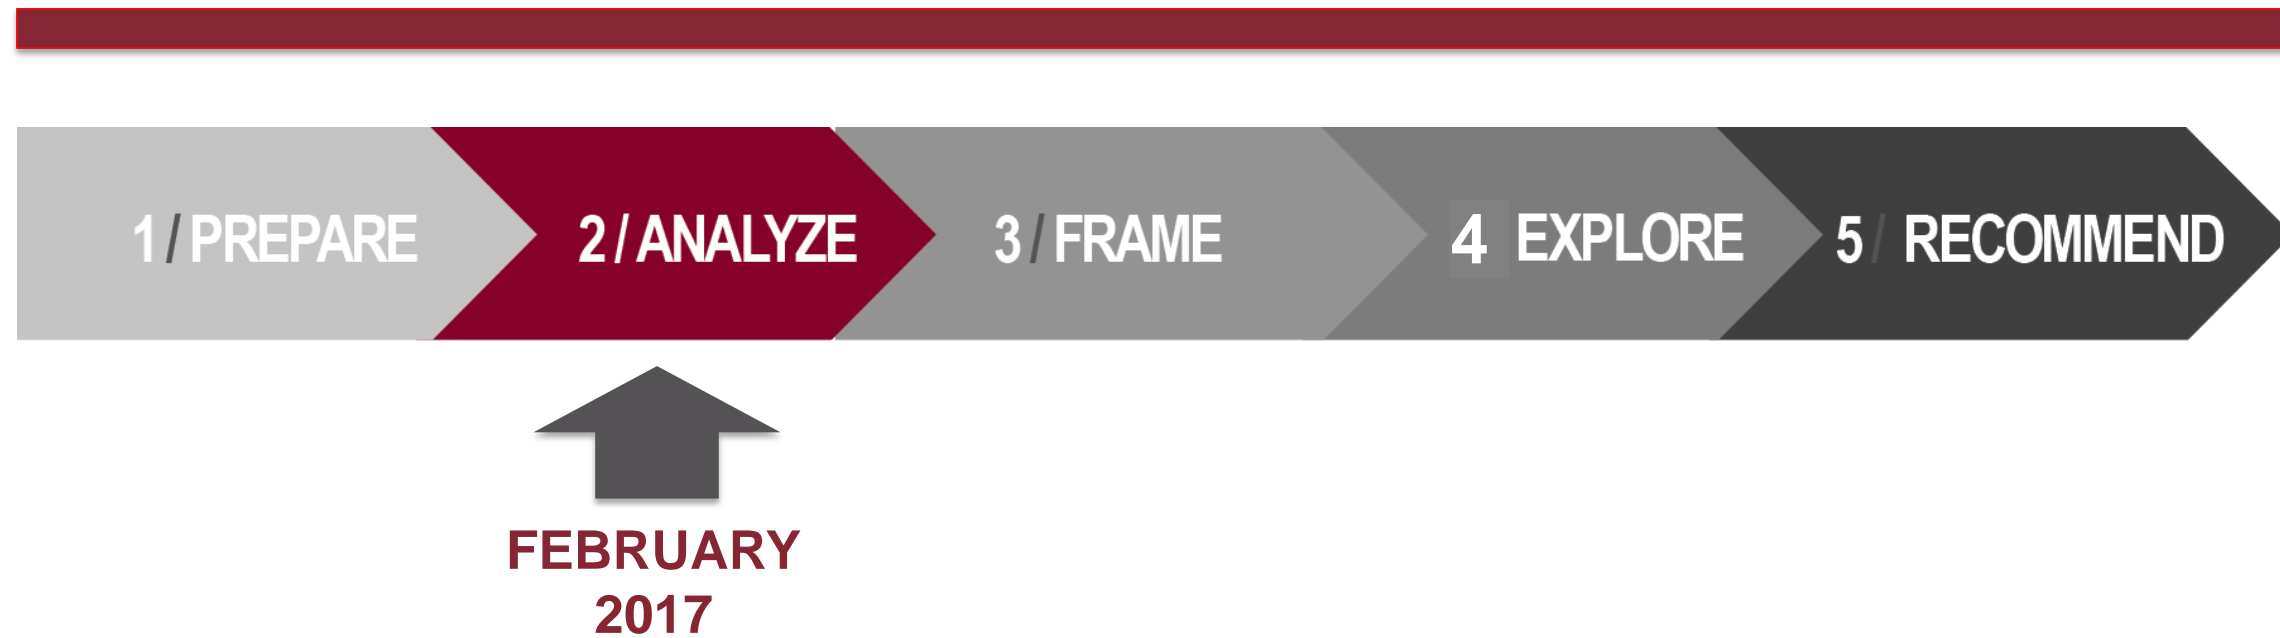 1 / PREPARE 2 / ANALYZE 3 / FRAME 4 EXPLORE 5 / RECOMMEND
FEBRUARY
2017